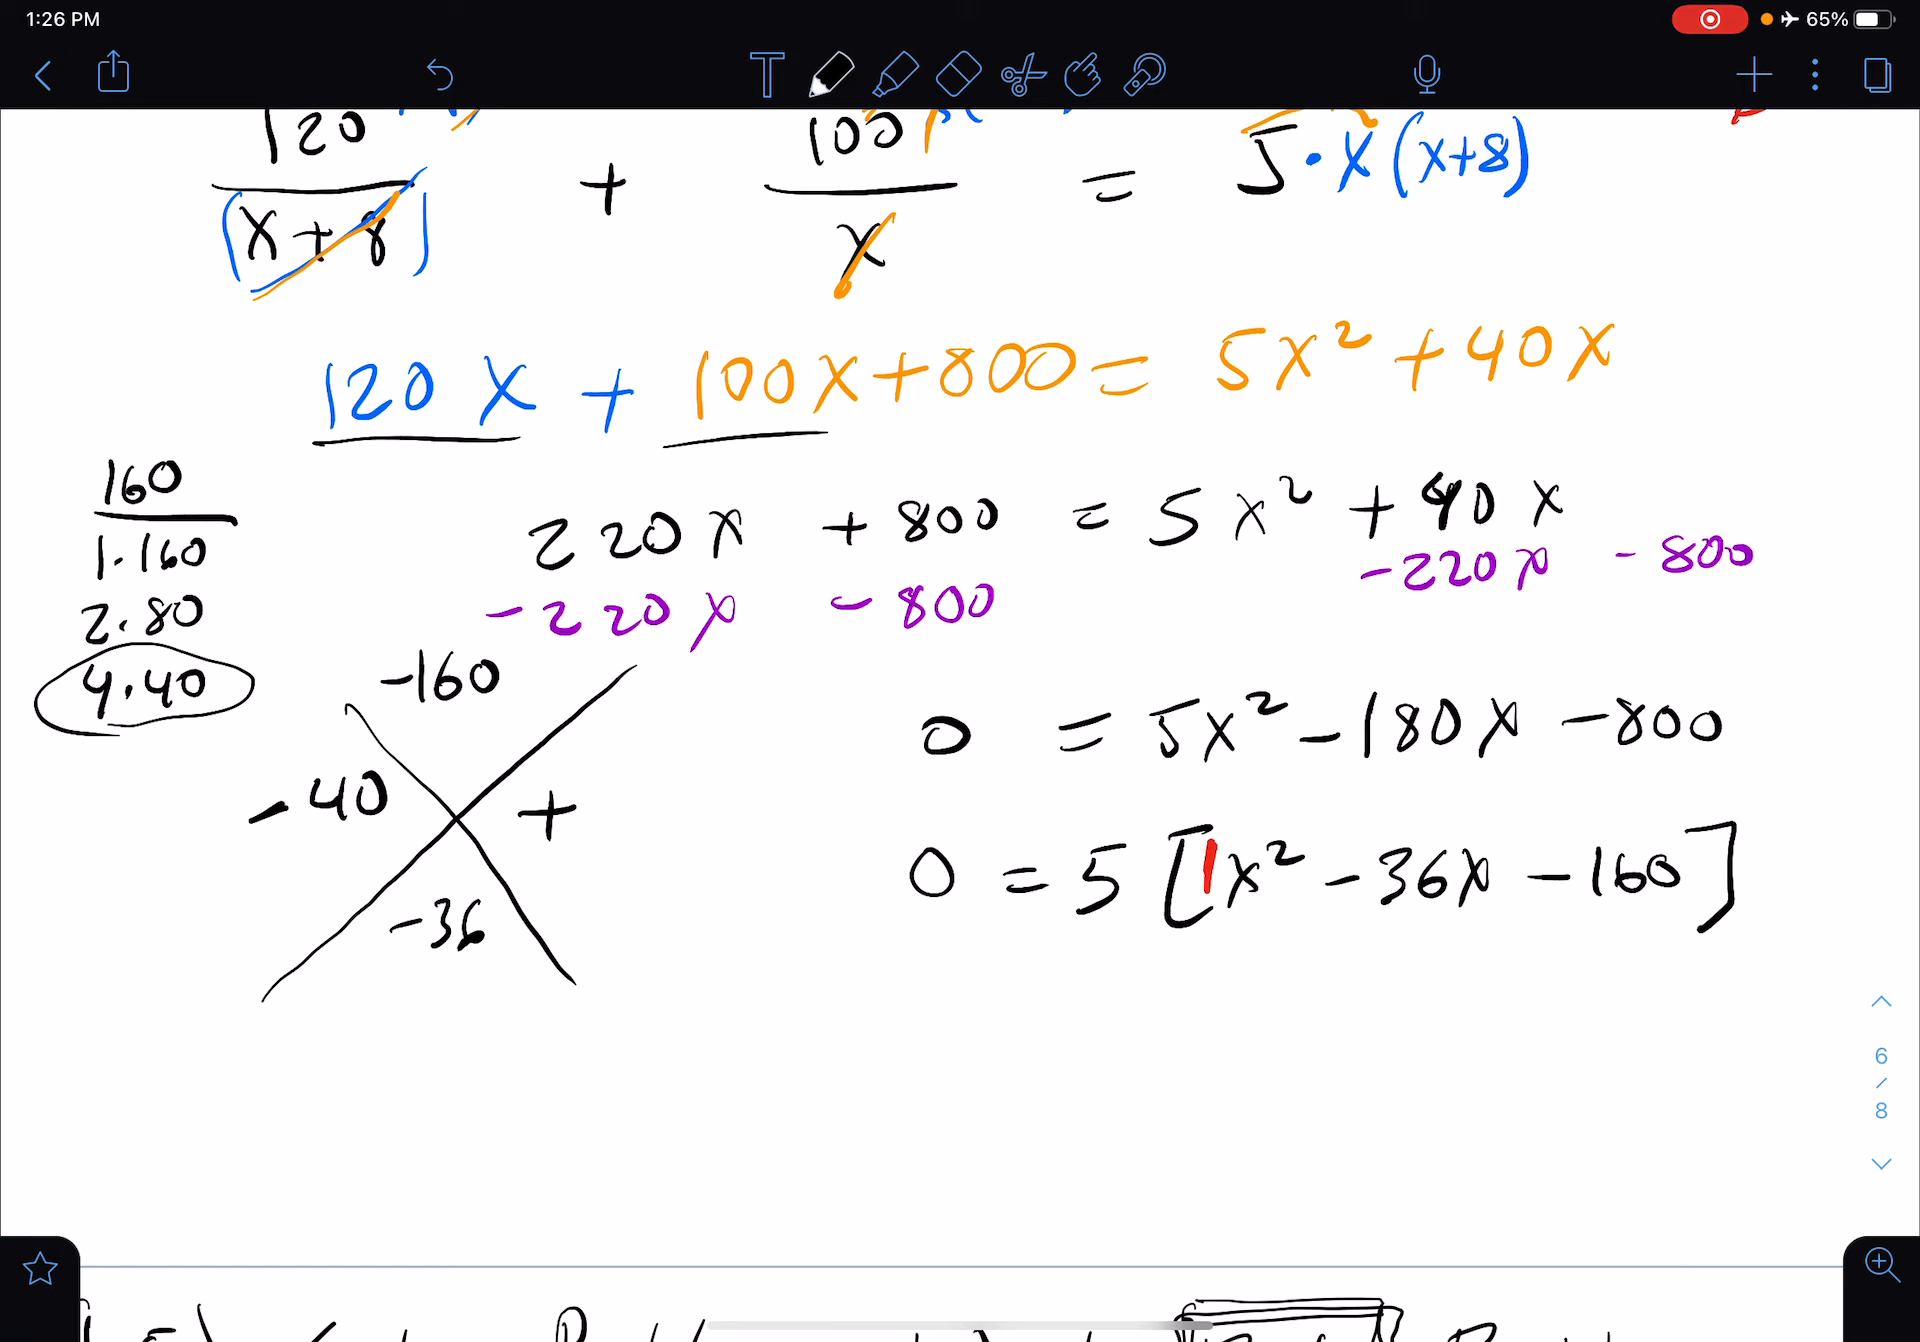 1:26 PM
65%
120/(x+8) + 100/x = 5·x(x+8)
120x + 100x+800 = 5x² + 40x
160
1·160
2·80
4·40
220x + 800 = 5x² + 40x
-220x - 800 -220x - 800
-160
-40 +
-36
0 = 5x² - 180x - 800
0 = 5[1x² - 36x - 160]
6
/
8